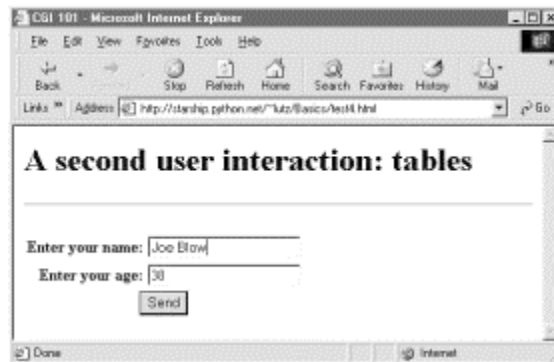 CGI 101 - Microsoft Internet Explorer
File Edit View Favorites Tools Help
Back Stop Refresh Home Search Favorites History Mail
Links » Address http://starship.python.net/~lutz/Basics/test4.html Go
A second user interaction: tables
Enter your name: Joe Blow
Enter your age: 38
Send
Done Internet